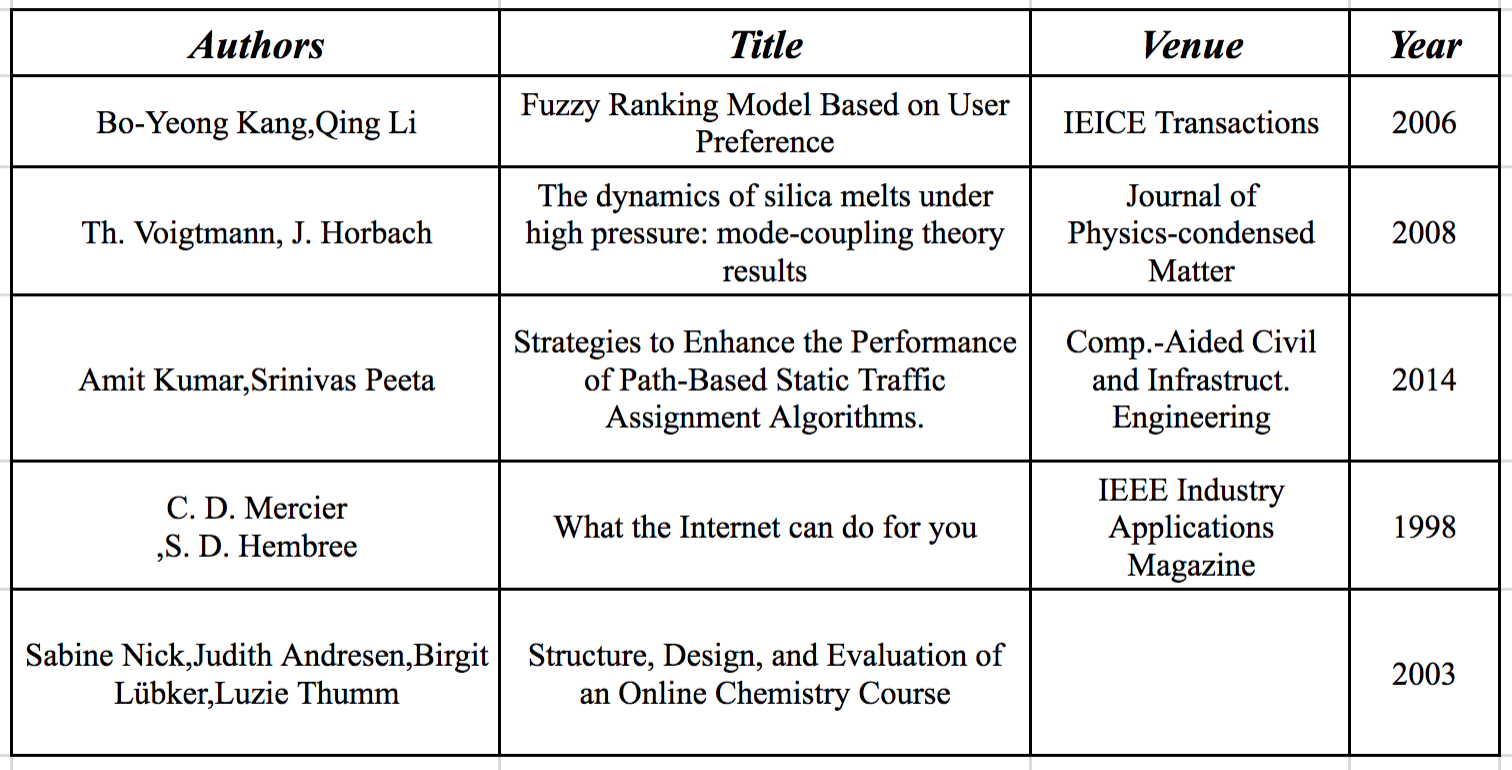 Authors Title Venue Year
Bo-Yeong Kang,Qing Li
Fuzzy Ranking Model Based on User
Preference
IEICE Transactions
2006
Th. Voigtmann, J. Horbach
The dynamics of silica melts under
high pressure: mode-coupling theory
results
Journal of
Physics-condensed
Matter
2008
Amit Kumar,Srinivas Peeta
Strategies to Enhance the Performance
of Path-Based Static Traffic
Assignment Algorithms.
Comp.-Aided Civil
and Infrastruct.
Engineering
2014
C. D. Mercier
,S. D. Hembree
What the Internet can do for you
IEEE Industry
Applications
Magazine
1998
Sabine Nick,Judith Andresen,Birgit
Lübker,Luzie Thumm
Structure, Design, and Evaluation of
an Online Chemistry Course
2003